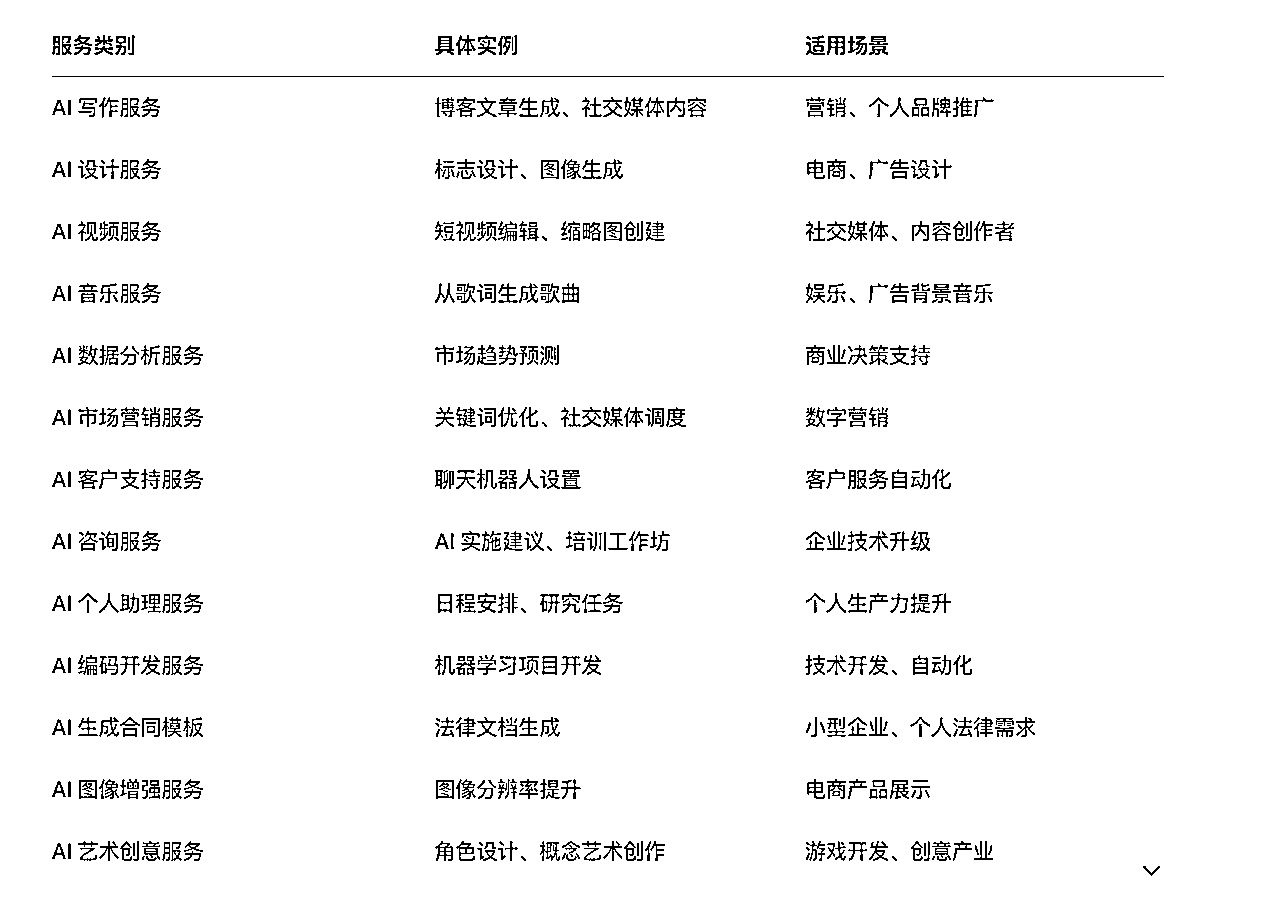 服务类别 具体实例 适用场景
AI 写作服务 博客文章生成、社交媒体内容 营销、个人品牌推广
AI 设计服务 标志设计、图像生成 电商、广告设计
AI 视频服务 短视频编辑、缩略图创建 社交媒体、内容创作者
AI 音乐服务 从歌词生成歌曲 娱乐、广告背景音乐
AI 数据分析服务 市场趋势预测 商业决策支持
AI 市场营销服务 关键词优化、社交媒体调度 数字营销
AI 客户支持服务 聊天机器人设置 客户服务自动化
AI 咨询服务 AI 实施建议、培训工作坊 企业技术升级
AI 个人助理服务 日程安排、研究任务 个人生产力提升
AI 编码开发服务 机器学习项目开发 技术开发、自动化
AI 生成合同模板 法律文档生成 小型企业、个人法律需求
AI 图像增强服务 图像分辨率提升 电商产品展示
AI 艺术创意服务 角色设计、概念艺术创作 游戏开发、创意产业